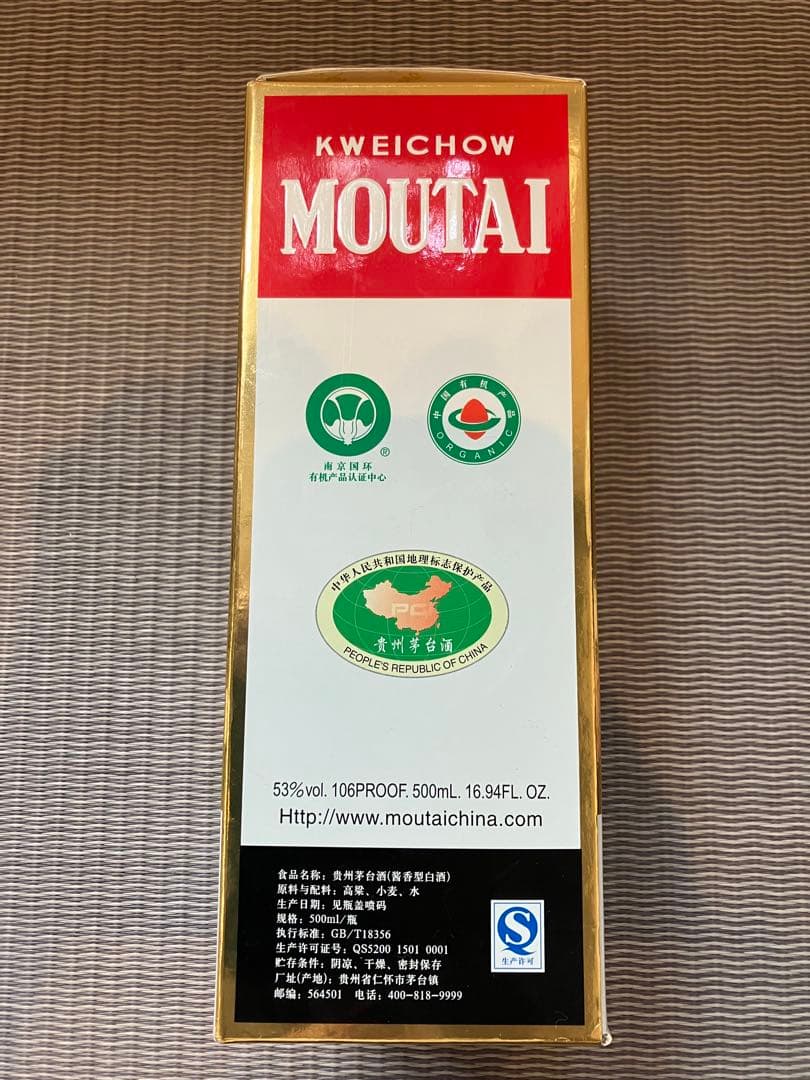 KWEICHOW
MOUTAI
南京国环
有机产品认证中心
®
中国有机产品
ORGANIC
中华人民共和国地理标志保护产品
PG
贵州茅台酒
PEOPLE'S REPUBLIC OF CHINA
53%vol. 106PROOF. 500mL. 16.94FL. OZ.
Http://www.moutaichina.com
食品名称：贵州茅台酒(酱香型白酒)
原料与配料：高粱、小麦、水
生产日期：见瓶盖喷码
规格：500ml/瓶
执行标准：GB/T18356
生产许可证号：QS5200 1501 0001
贮存条件：阴凉、干燥、密封保存
厂址(产地)：贵州省仁怀市茅台镇
邮编：564501 电话：400-818-9999
生产许可